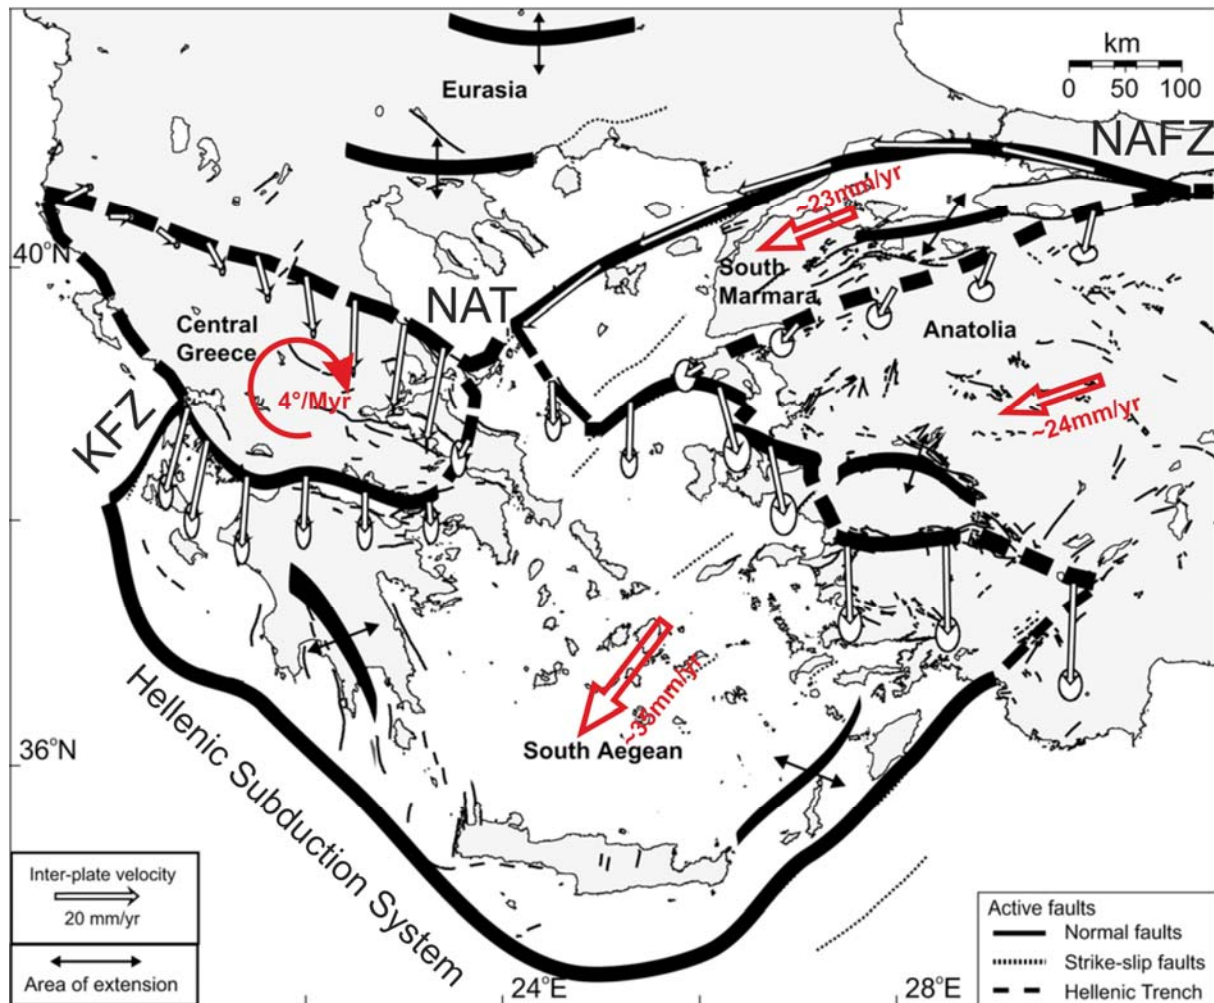 km
0 50 100
Eurasia
NAFZ
~23mm/yr
40°N
South
Marmara
NAT
Central
Greece
Anatolia
4°/Myr
~24mm/yr
KFZ
~33mm/yr
South Aegean
36°N
Hellenic Subduction System
Inter-plate velocity
20 mm/yr
Area of extension
24°E
28°E
Active faults
Normal faults
Strike-slip faults
Hellenic Trench